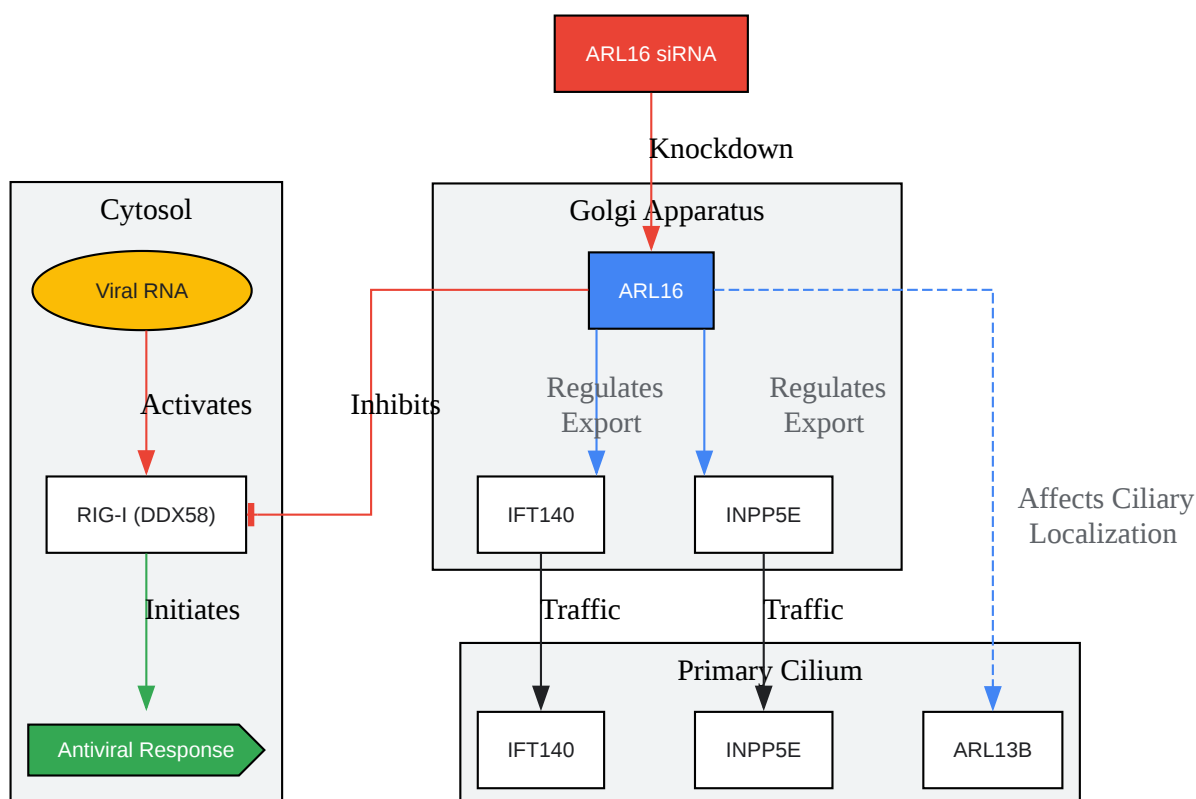 ARL16 siRNA
Knockdown
Cytosol
Golgi Apparatus
Viral RNA
ARL16
Activates
Inhibits
Regulates
Export
Regulates
Export
RIG-I (DDX58)
IFT140
INPP5E
Affects Ciliary
Localization
Initiates
Traffic
Traffic
Primary Cilium
Antiviral Response
IFT140
INPP5E
ARL13B